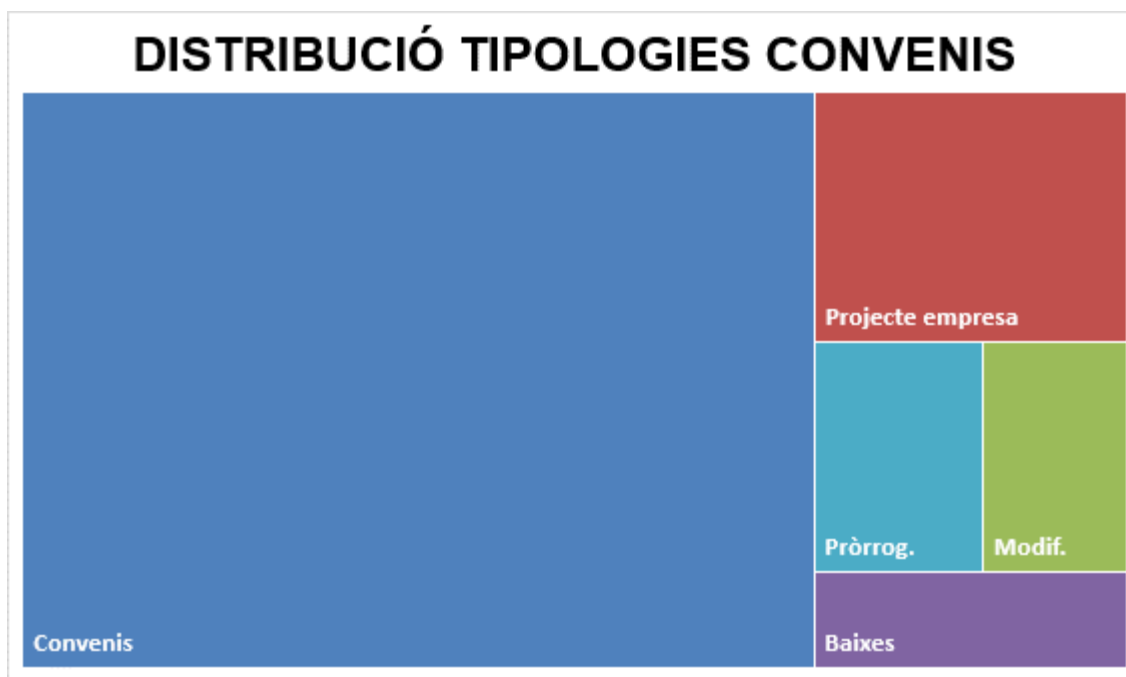 DISTRIBUCIÓ TIPOLOGIES CONVENIS
Projecte empresa
Pròrrog.
Modif.
Convenis
Baixes